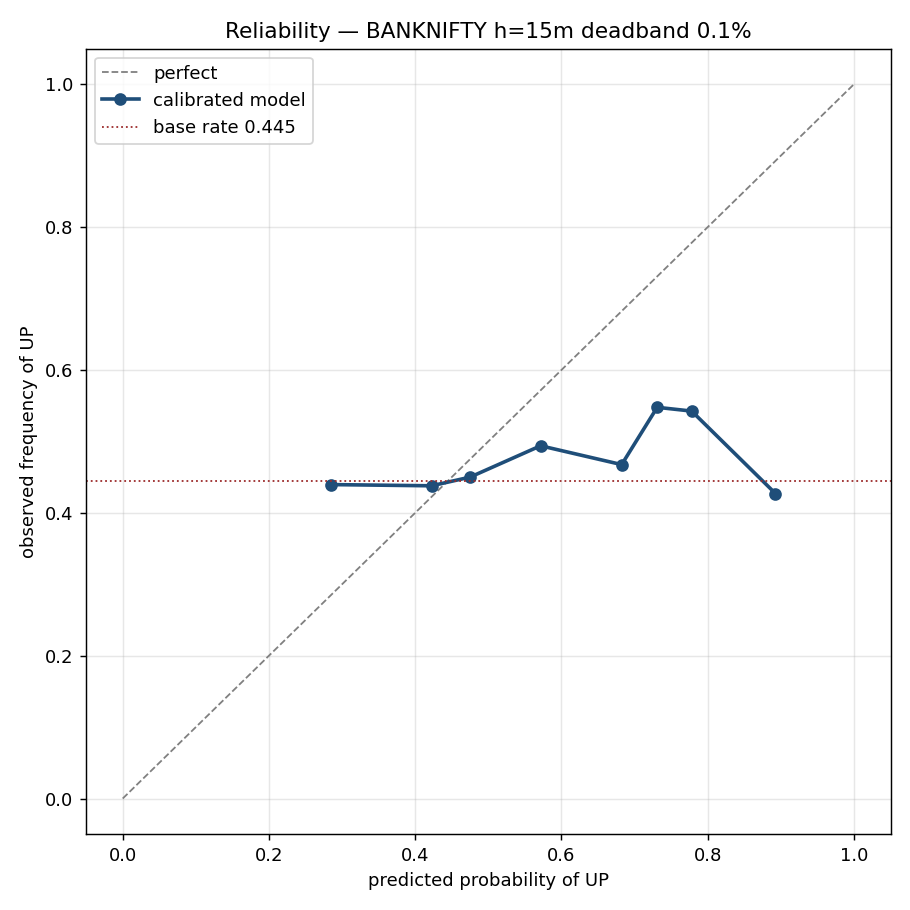 Reliability — BANKNIFTY h=15m deadband 0.1%
perfect
calibrated model
base rate 0.445
1.0
0.8
0.6
0.4
0.2
0.0
observed frequency of UP
0.0 0.2 0.4 0.6 0.8 1.0
predicted probability of UP